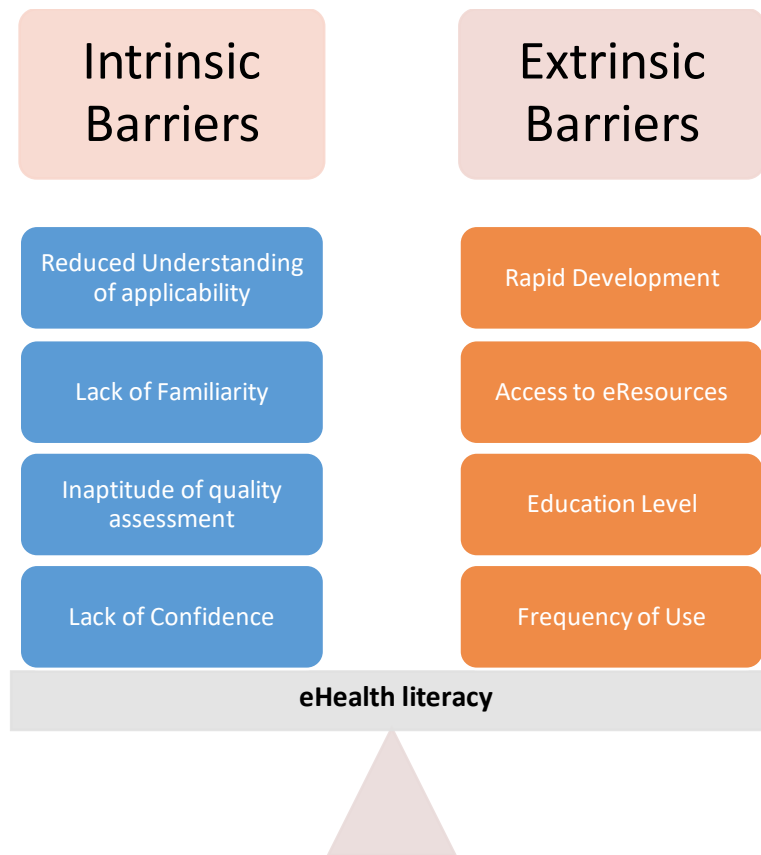 Intrinsic
Barriers
Extrinsic
Barriers
Reduced Understanding
of applicability
Lack of Familiarity
Inaptitude of quality
assessment
Lack of Confidence
Rapid Development
Access to eResources
Education Level
Frequency of Use
eHealth literacy